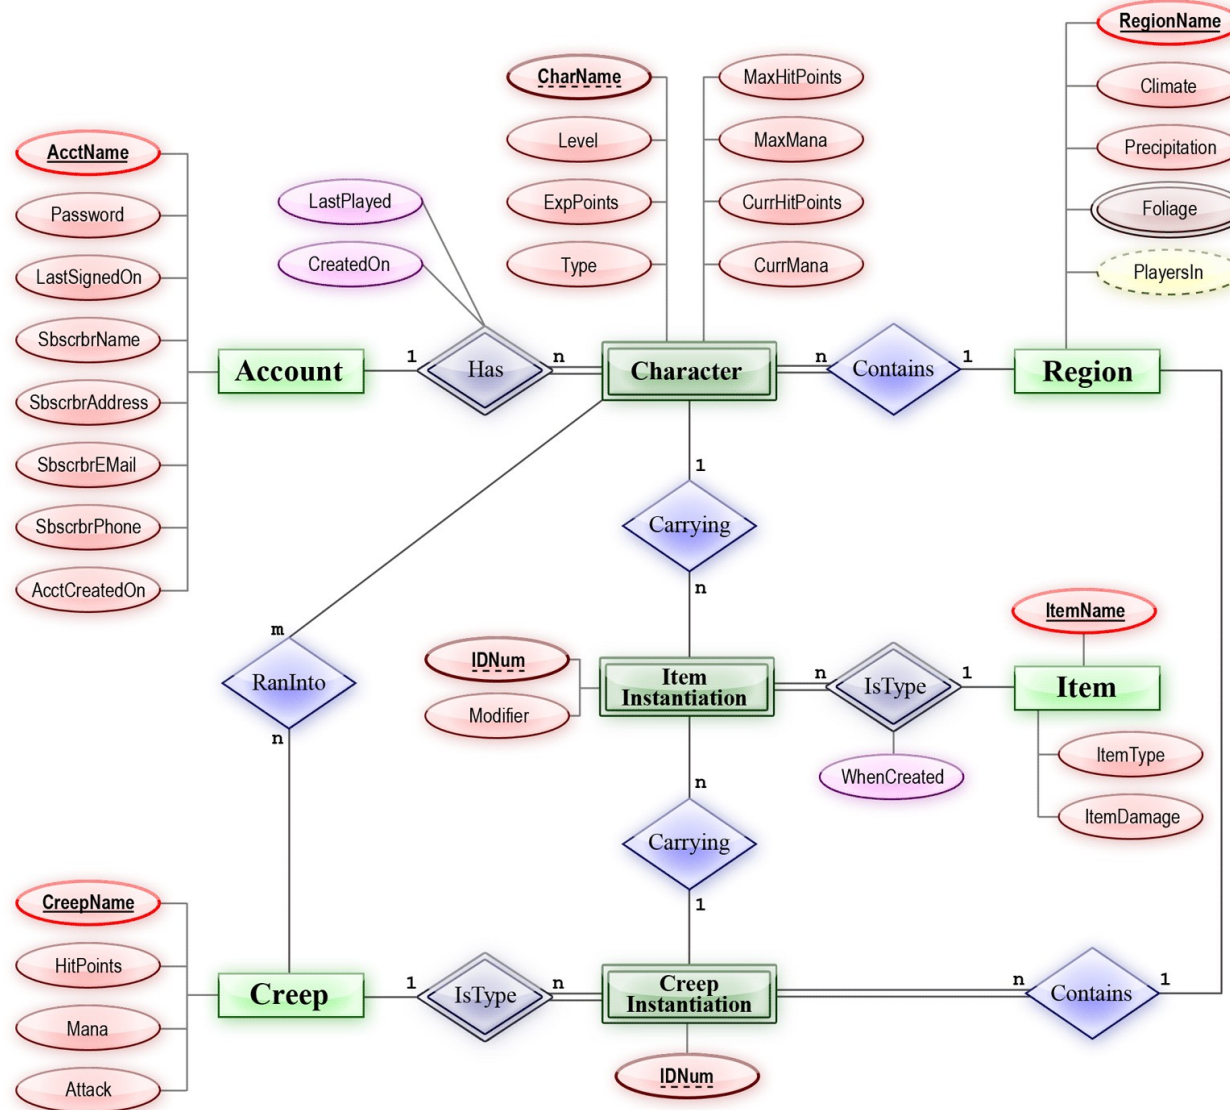 RegionName
Climate
Precipitation
Foliage
PlayersIn
CharName
Level
ExpPoints
Type
MaxHitPoints
MaxMana
CurrHitPoints
CurrMana
AcctName
Password
LastSignedOn
SbscrbrName
SbscrbrAddress
SbscrbrEMail
SbscrbrPhone
AcctCreatedOn
LastPlayed
CreatedOn
Account
1
Has
n
Character
n
Contains
1
Region
1
Carrying
n
m
RanInto
n
IDNum
Modifier
Item
Instantiation
n
IsType
1
WhenCreated
ItemName
Item
ItemType
ItemDamage
n
Carrying
1
CreepName
HitPoints
Mana
Attack
Creep
1
IsType
n
Creep
Instantiation
IDNum
n
Contains
1